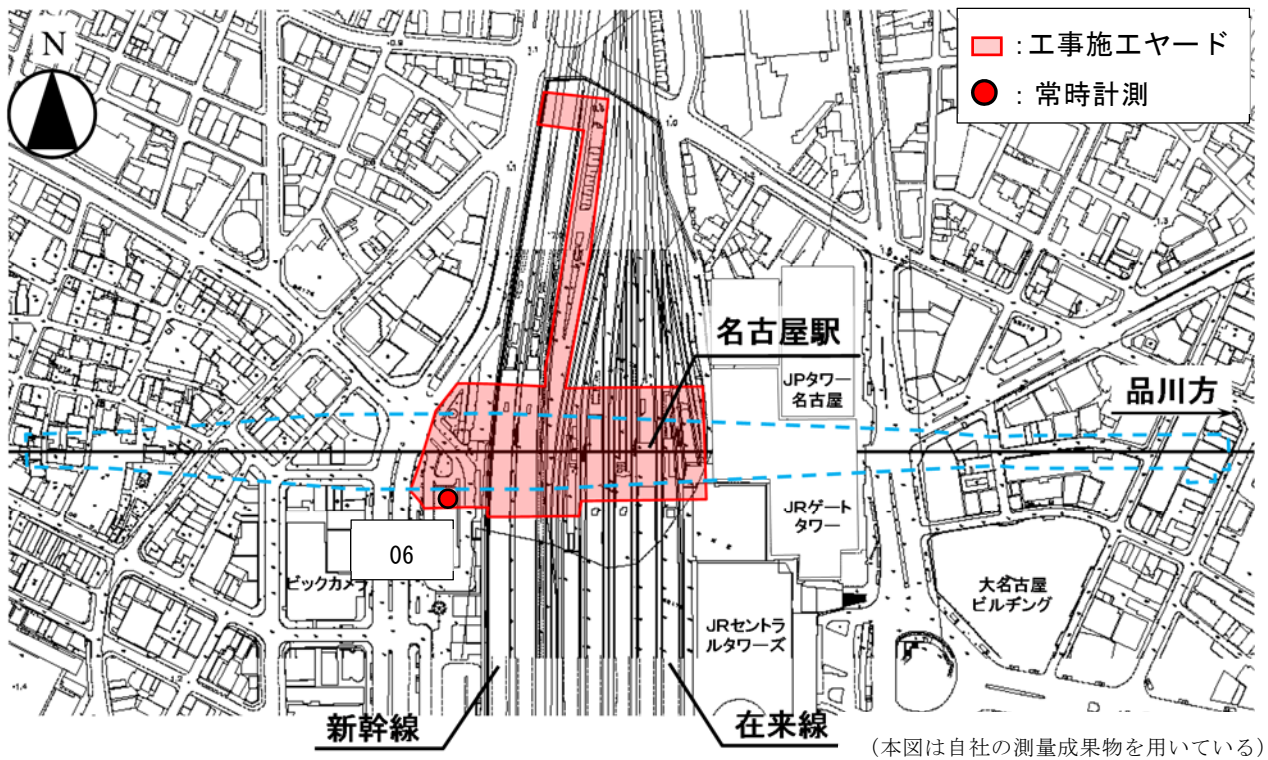 N
：工事施工ヤード
：常時計測
名古屋駅
JPタワー
名古屋
品川方
JRゲート
タワー
06
ビックカメラ
大名古屋
ビルヂング
JRセントラ
ルタワーズ
新幹線
在来線
（本図は自社の測量成果物を用いている）